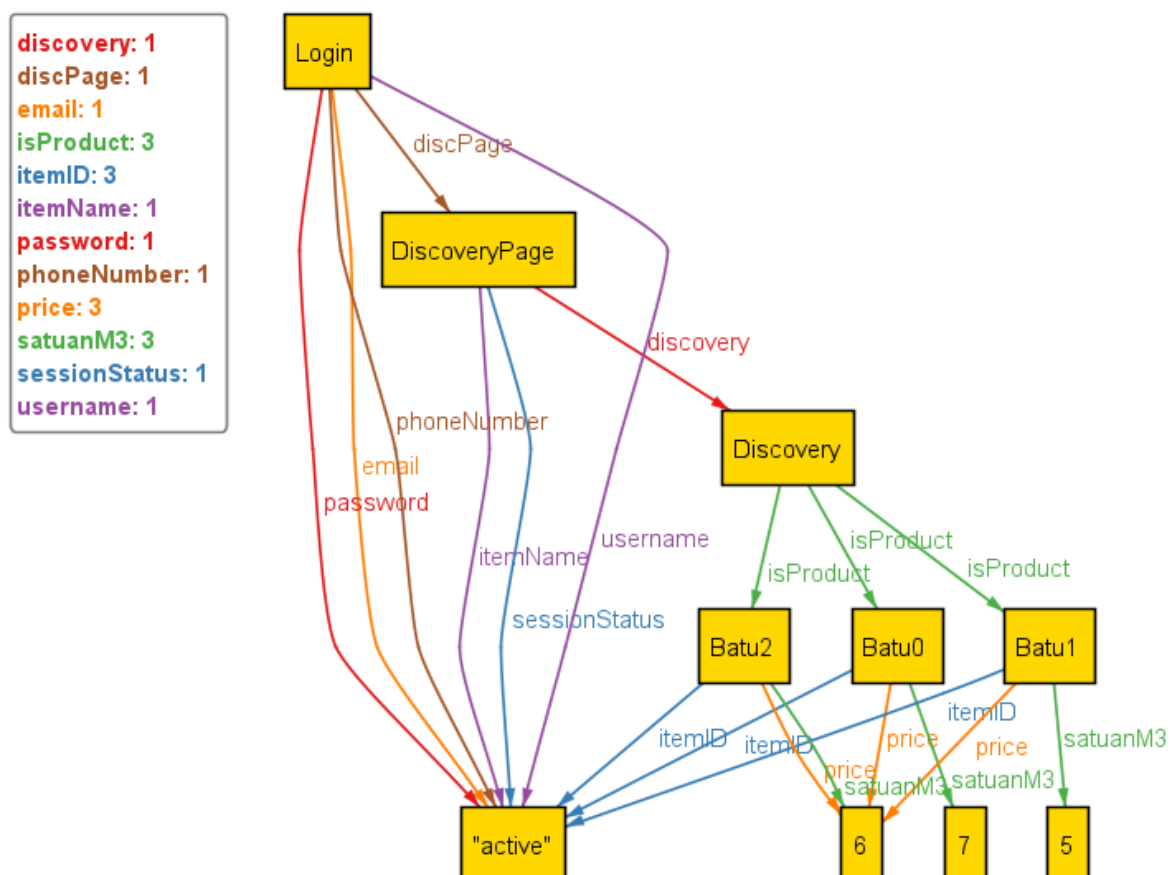 discovery: 1
discPage: 1
email: 1
isProduct: 3
itemID: 3
itemName: 1
password: 1
phoneNumber: 1
price: 3
satuanM3: 3
sessionStatus: 1
username: 1
Login
discPage
DiscoveryPage
discovery
phoneNumber
Discovery
email
password
username
isProduct
itemName
isProduct
isProduct
sessionStatus
Batu2
Batu0
Batu1
itemID
itemID
itemID
price
price
satuanM3
price
satuanM3
satuanM3
"active"
6
7
5